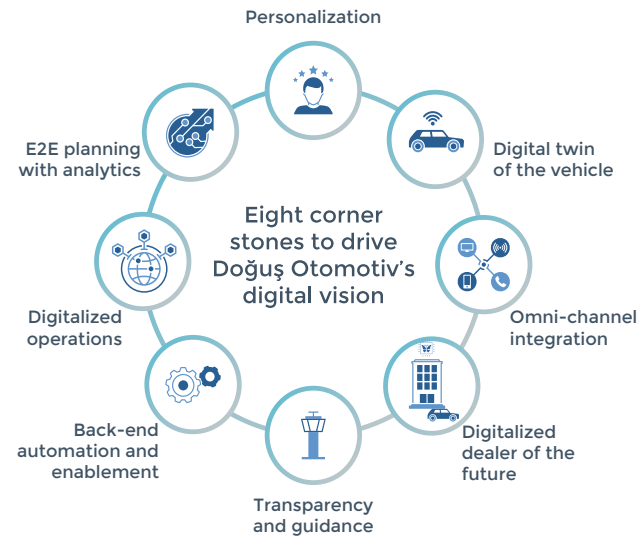 Personalization
E2E planning
with analytics
Digital twin
of the vehicle
Eight corner
stones to drive
Doğuş Otomotiv's
digital vision
Digitalized
operations
Omni-channel
integration
Back-end
automation and
enablement
Digitalized
dealer of the
future
Transparency
and guidance